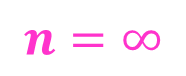 n = ∞